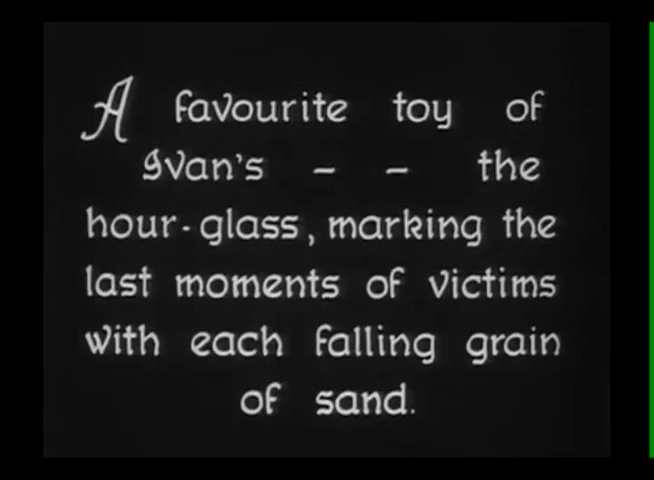 A favourite toy of
Ivan's - - the
hour-glass, marking the
last moments of victims
with each falling grain
of sand.